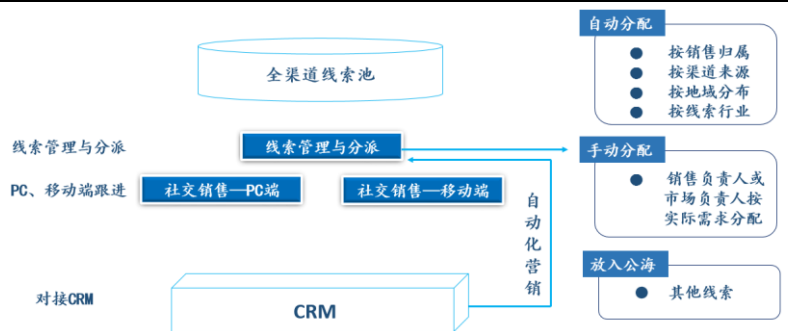 全渠道线索池
线索管理与分派
线索管理与分派
PC、移动端跟进
社交销售—PC端
社交销售—移动端
自动化营销
对接CRM
CRM
自动分配
● 按销售归属
● 按渠道来源
● 按地域分布
● 按线索行业
手动分配
● 销售负责人或
市场负责人按
实际需求分配
放入公海
● 其他线索